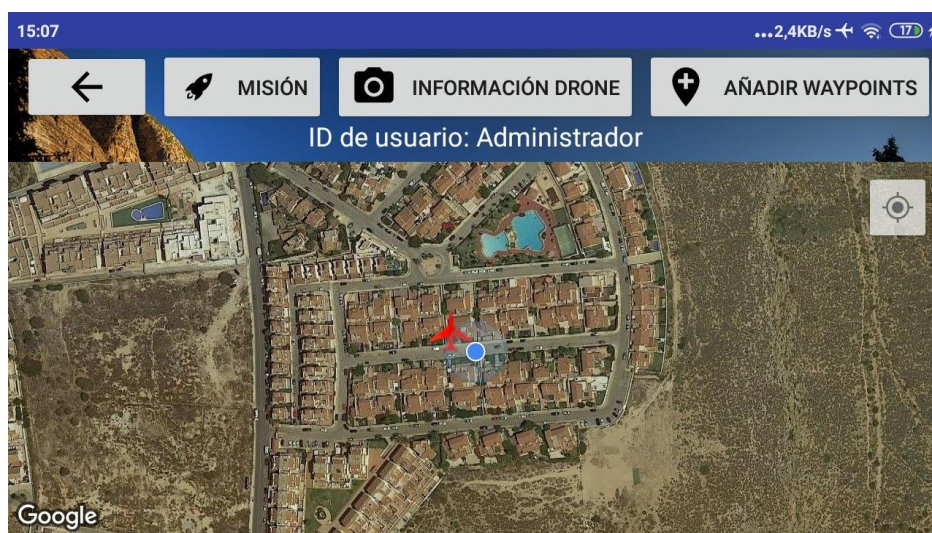 15:07 ...2,4KB/s 17
MISIÓN INFORMACIÓN DRONE AÑADIR WAYPOINTS
ID de usuario: Administrador
Google